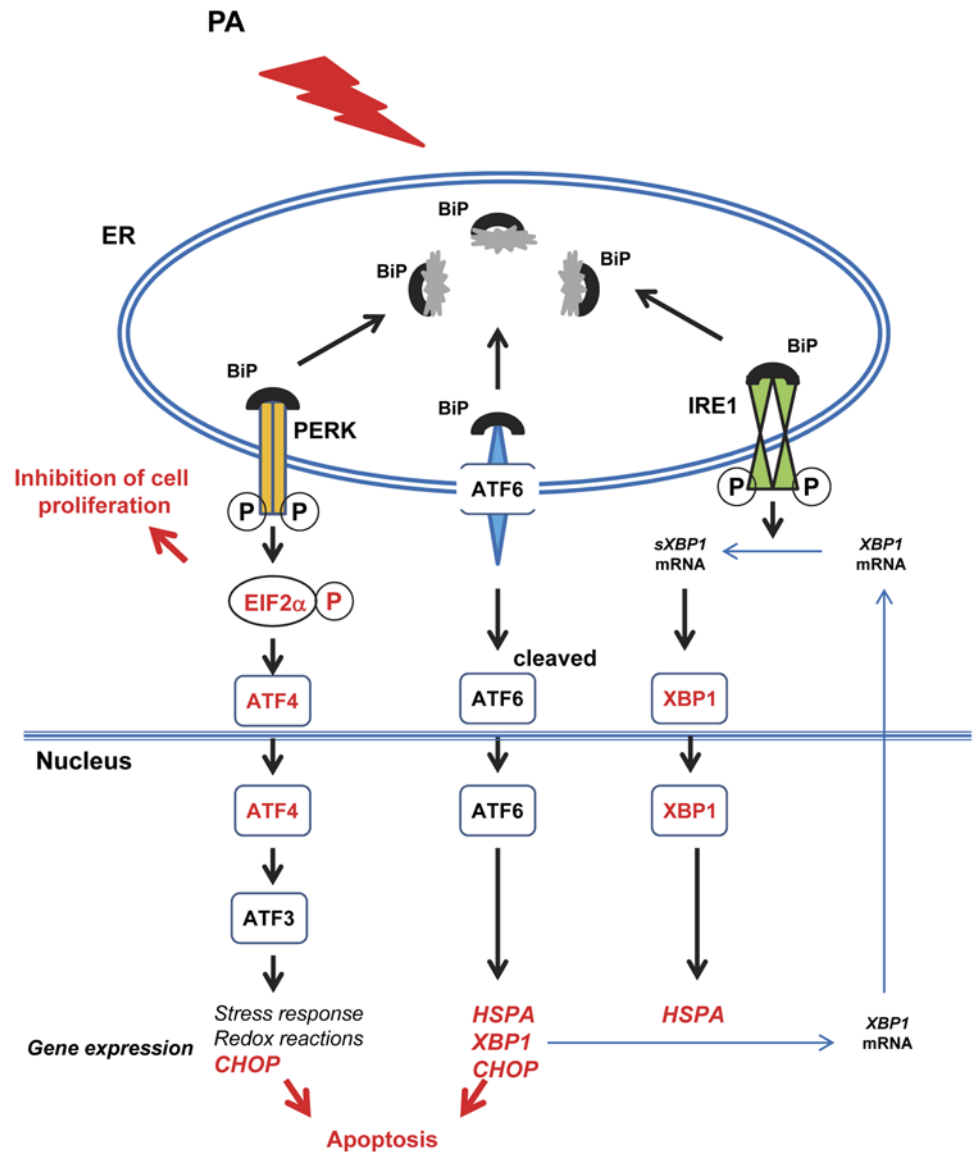 PA
ER
BiP
BiP
BiP
BiP
BiP
BiP
PERK
IRE1
ATF6
P
P
P
P
Inhibition of cell
proliferation
EIF2α
P
sXBP1
mRNA
XBP1
mRNA
cleaved
ATF4
ATF6
XBP1
Nucleus
ATF4
ATF6
XBP1
ATF3
Gene expression
Stress response
Redox reactions
CHOP
HSPA
XBP1
CHOP
HSPA
XBP1
mRNA
Apoptosis